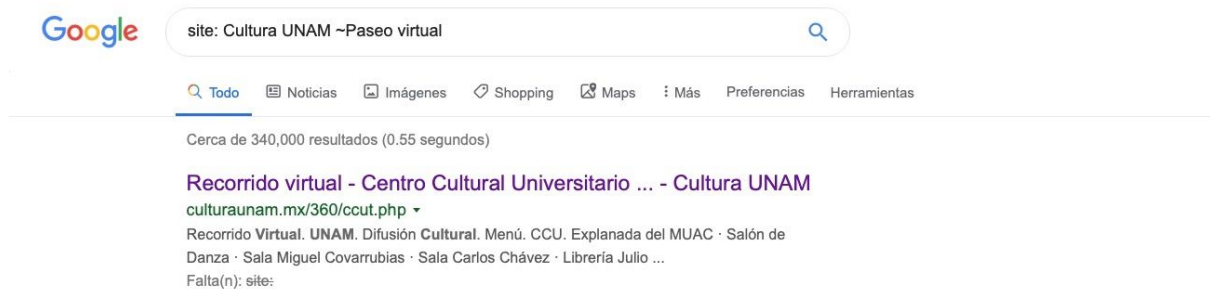 Google
site: Cultura UNAM ~Paseo virtual
Todo Noticias Imágenes Shopping Maps Más Preferencias Herramientas
Cerca de 340,000 resultados (0.55 segundos)
Recorrido virtual - Centro Cultural Universitario ... - Cultura UNAM
culturaunam.mx/360/ccut.php
Recorrido Virtual. UNAM. Difusión Cultural. Menú. CCU. Explanada del MUAC · Salón de
Danza · Sala Miguel Covarrubias · Sala Carlos Chávez · Librería Julio ...
Falta(n): site: